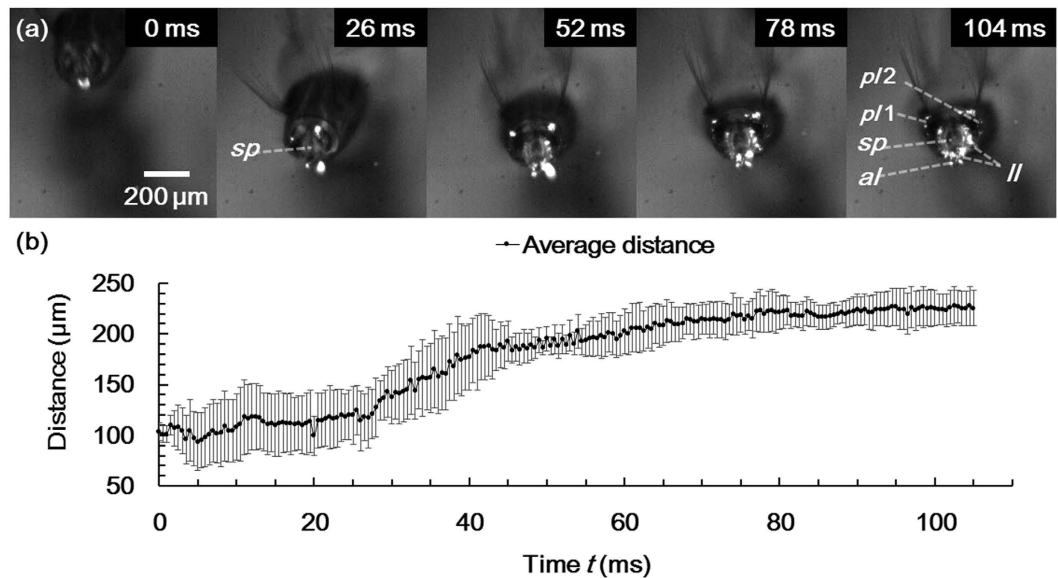 (a)
0 ms
26 ms
52 ms
78 ms
104 ms
200 µm
sp
pl2
pl1
sp
al
ll
(b)
Average distance
Distance (µm)
250
200
150
100
50
0
20
40
60
80
100
Time t (ms)